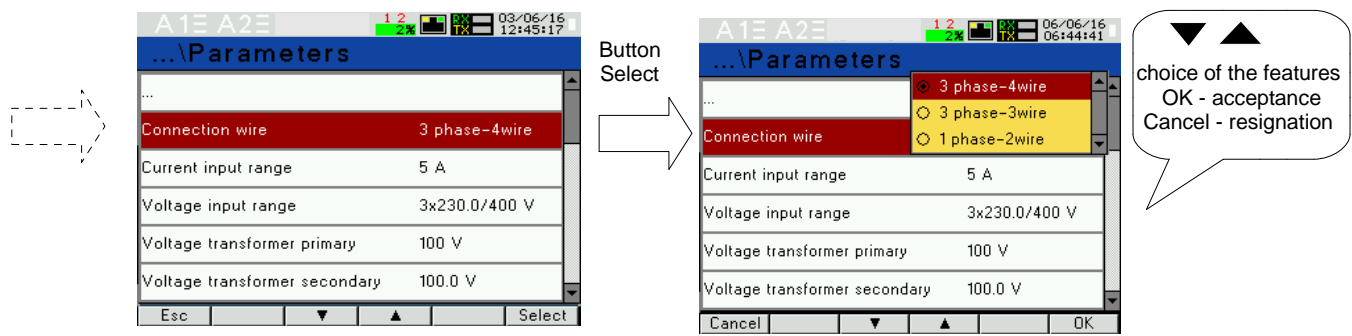 A1Ξ A2Ξ 1 2 2% RX TX 03/06/16 12:45:17
...\Parameters
...
Connection wire 3 phase-4wire
Current input range 5 A
Voltage input range 3x230.0/400 V
Voltage transformer primary 100 V
Voltage transformer secondary 100.0 V
Esc ▼ ▲ Select
Button
Select
A1Ξ A2Ξ 1 2 2% RX TX 06/06/16 06:44:41
...\Parameters
...
3 phase-4wire
3 phase-3wire
1 phase-2wire
Connection wire
Current input range 5 A
Voltage input range 3x230.0/400 V
Voltage transformer primary 100 V
Voltage transformer secondary 100.0 V
Cancel ▼ ▲ OK
▼ ▲
choice of the features
OK - acceptance
Cancel - resignation